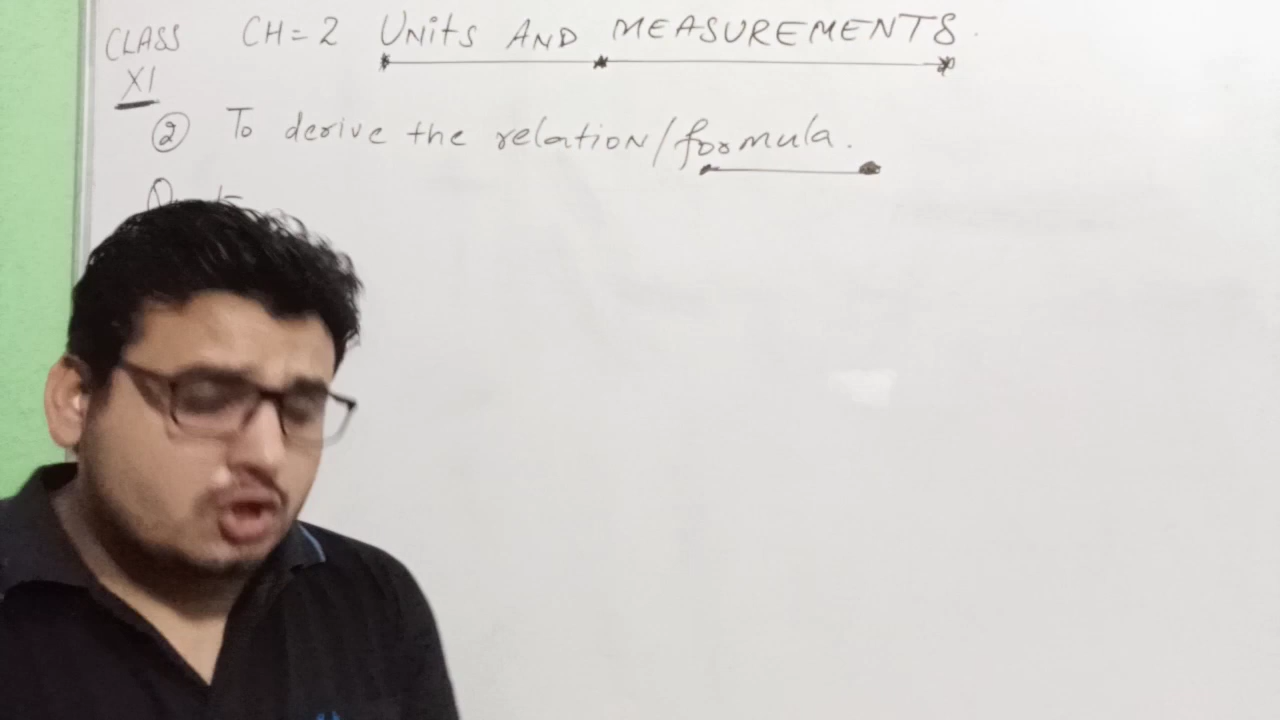 CLASS CH=2 Units AND MEASUREMENTS.
XI
② To derive the relation/formula.